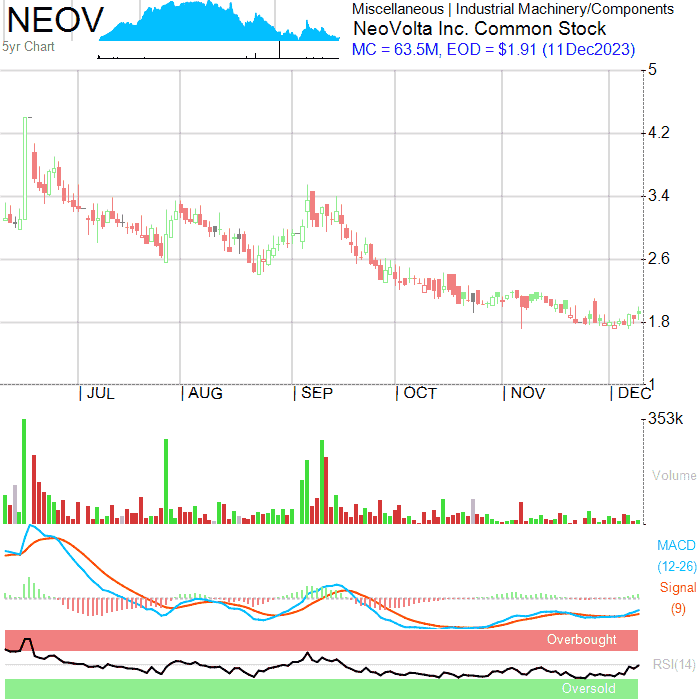 NEOV
Miscellaneous | Industrial Machinery/Components
NeoVolta Inc. Common Stock
5yr Chart
MC = 63.5M, EOD = $1.91 (11Dec2023)
5
4.2
3.4
2.6
1.8
1
| JUL | AUG | SEP | OCT | NOV | DEC
353k
Volume
MACD
(12-26)
Signal
(9)
Overbought
RSI(14)
Oversold